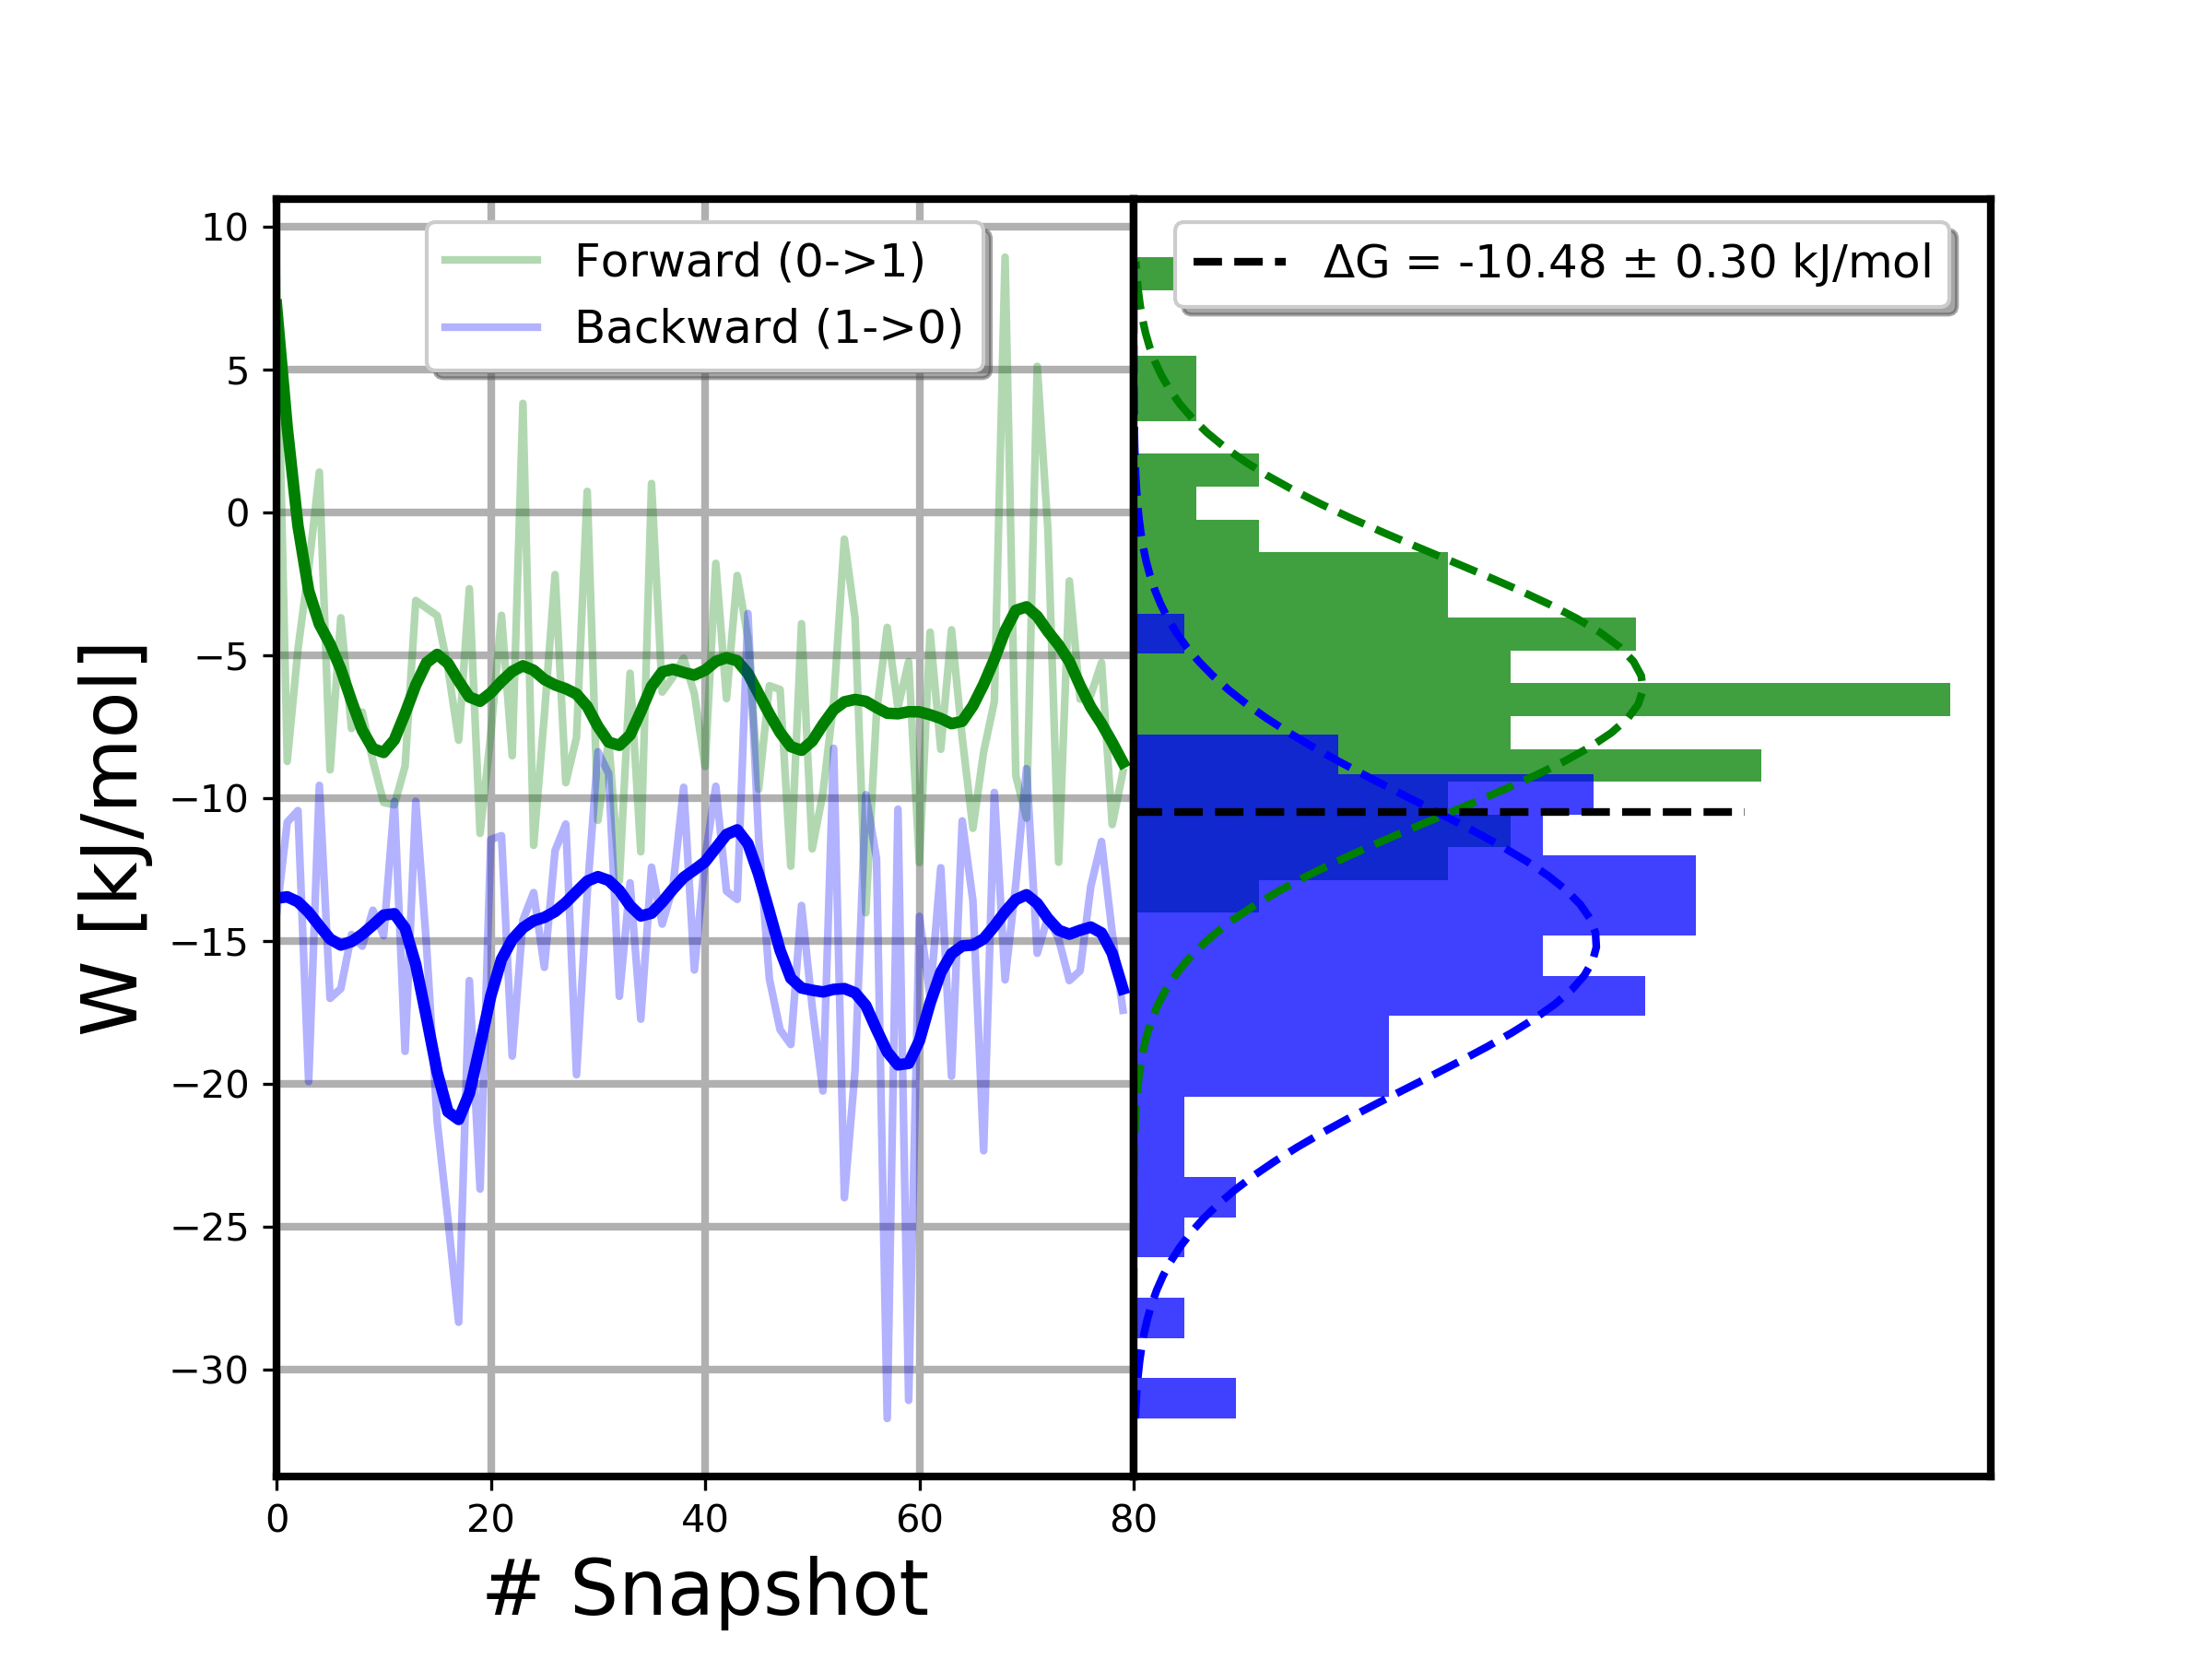 Forward (0->1)
Backward (1->0)
ΔG = -10.48 ± 0.30 kJ/mol
10
5
0
−5
−10
−15
−20
−25
−30
W [kJ/mol]
0 20 40 60 80
# Snapshot